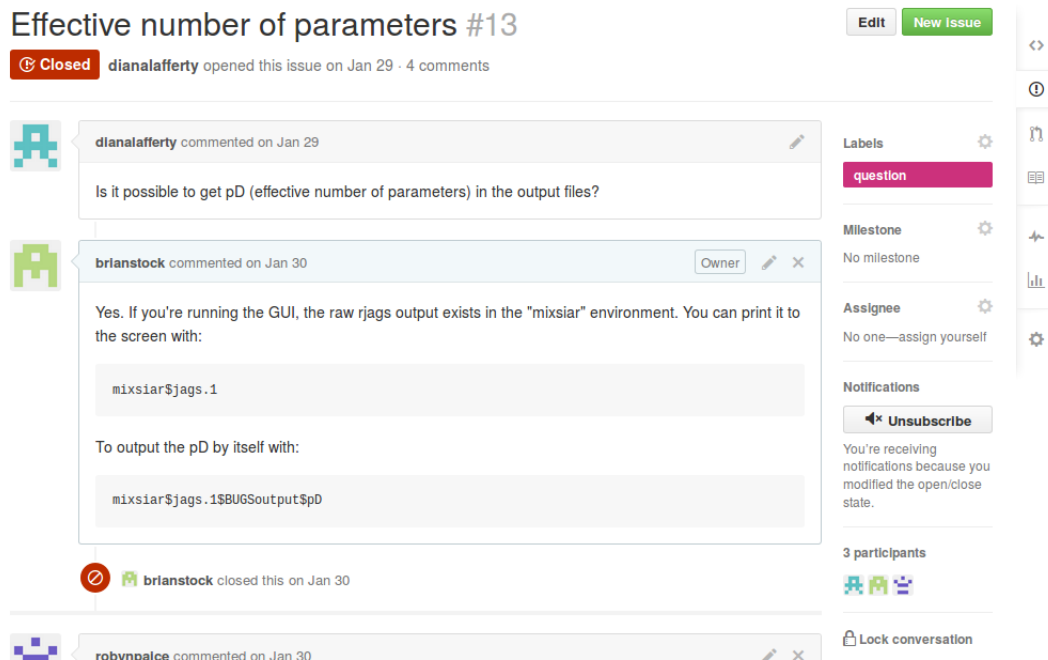 Effective number of parameters #13
Edit
New Issue
Closed
dianalafferty opened this issue on Jan 29 · 4 comments
dianalafferty commented on Jan 29
Is it possible to get pD (effective number of parameters) in the output files?
brianstock commented on Jan 30
Owner
Yes. If you're running the GUI, the raw rjags output exists in the "mixsiar" environment. You can print it to
the screen with:
mixsiar$jags.1
To output the pD by itself with:
mixsiar$jags.1$BUGSoutput$pD
brianstock closed this on Jan 30
robynpalce commented on Jan 30
Labels
question
Milestone
No milestone
Assignee
No one—assign yourself
Notifications
Unsubscribe
You're receiving
notifications because you
modified the open/close
state.
3 participants
Lock conversation